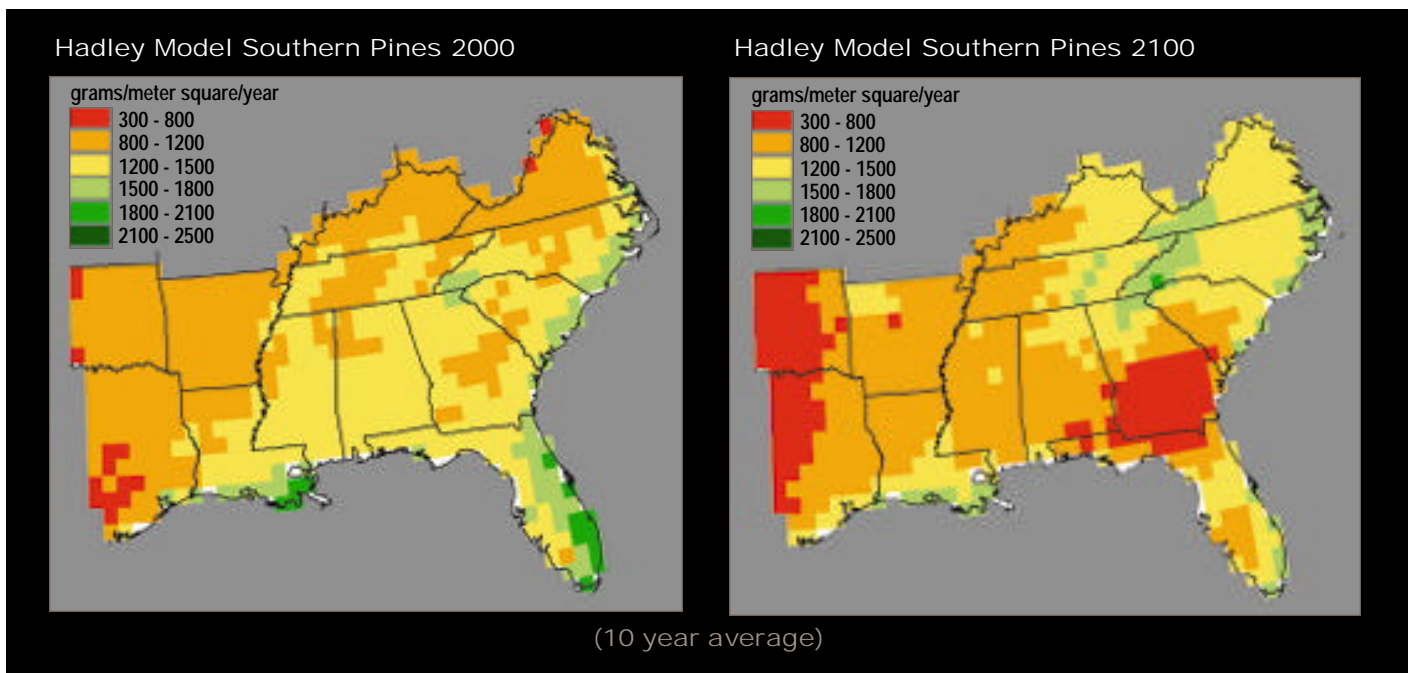 Hadley Model Southern Pines 2000
grams/meter square/year
300 - 800
800 - 1200
1200 - 1500
1500 - 1800
1800 - 2100
2100 - 2500
Hadley Model Southern Pines 2100
grams/meter square/year
300 - 800
800 - 1200
1200 - 1500
1500 - 1800
1800 - 2100
2100 - 2500
(10 year average)